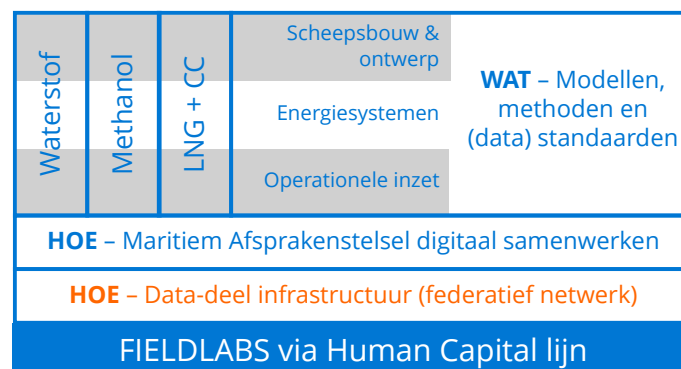 Waterstof
Methanol
LNG + CC
Scheepsbouw &
ontwerp
Energiesystemen
Operationele inzet
WAT – Modellen,
methoden en
(data) standaarden
HOE – Maritiem Afsprakenstelsel digitaal samenwerken
HOE – Data-deel infrastructuur (federatief netwerk)
FIELDLABS via Human Capital lijn